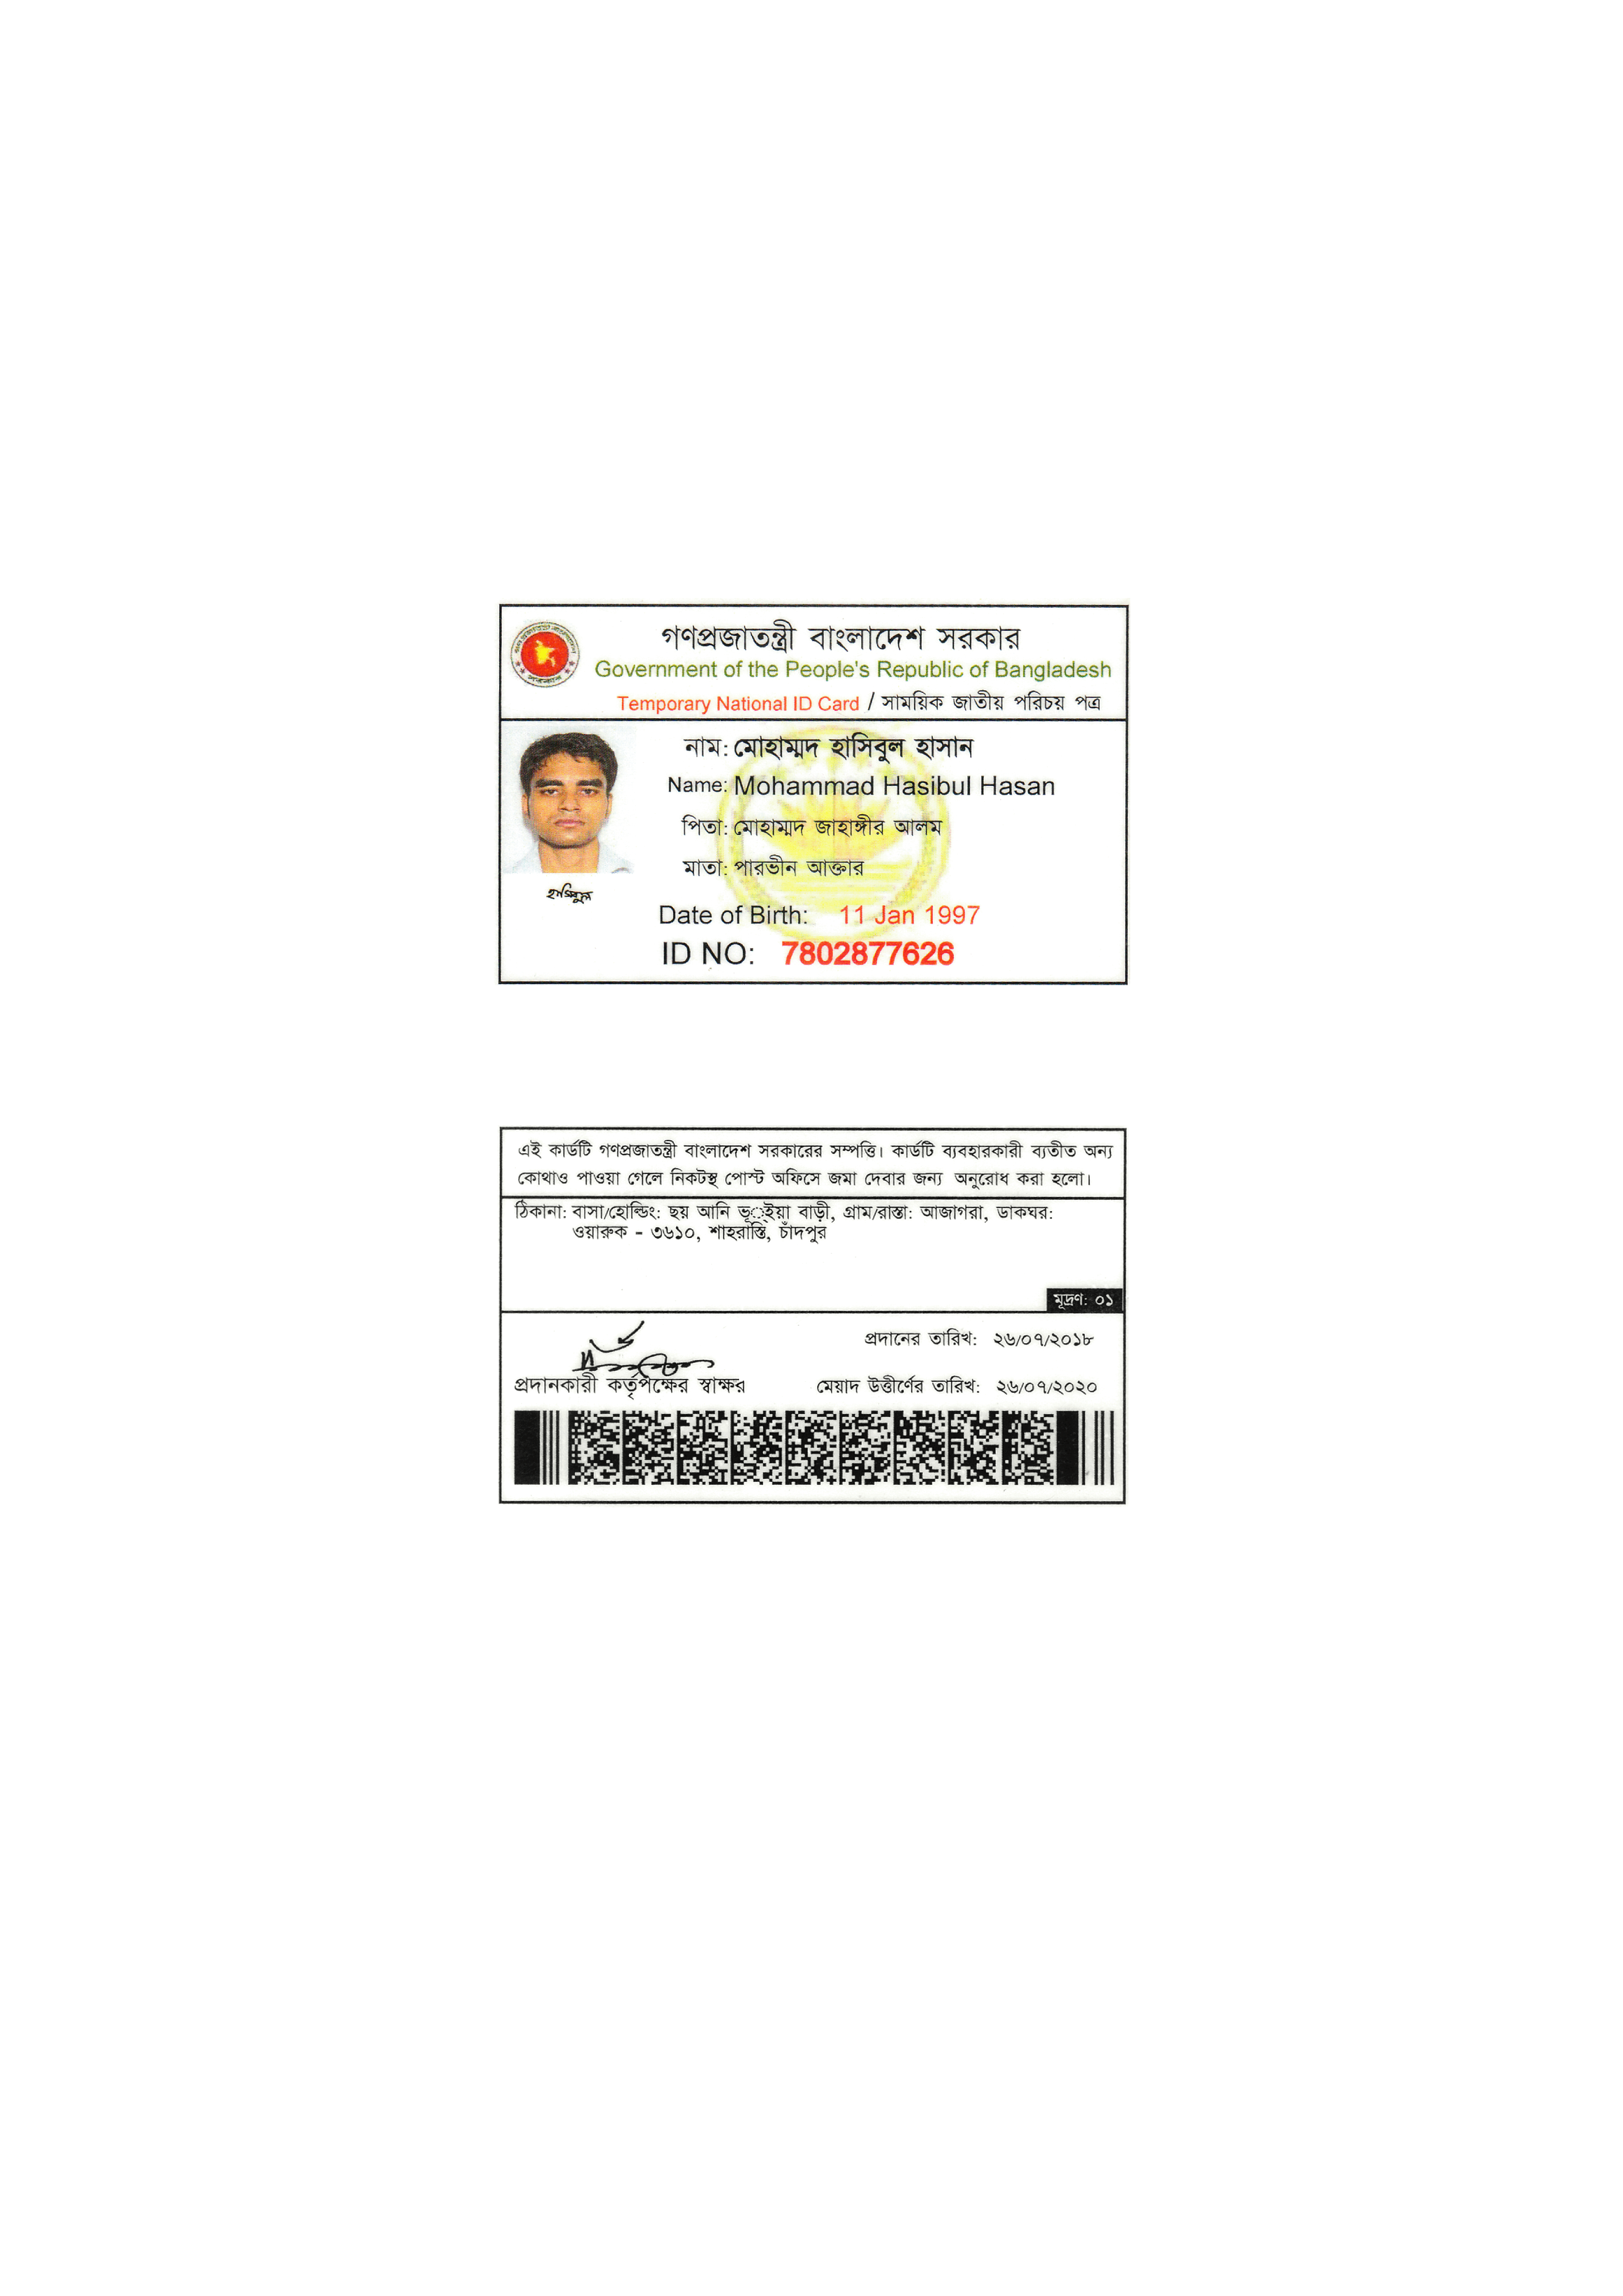 গণপ্রজাতন্ত্রী বাংলাদেশ সরকার
Government of the People's Republic of Bangladesh
Temporary National ID Card / সাময়িক জাতীয় পরিচয় পত্র
নাম: মোহাম্মদ হাসিবুল হাসান
Name: Mohammad Hasibul Hasan
পিতা: মোহাম্মদ জাহাঙ্গীর আলম
মাতা: পারভীন আক্তার
হাসিবুল
Date of Birth: 11 Jan 1997
ID NO: 7802877626
এই কার্ডটি গণপ্রজাতন্ত্রী বাংলাদেশ সরকারের সম্পত্তি। কার্ডটি ব্যবহারকারী ব্যতীত অন্য
কোথাও পাওয়া গেলে নিকটস্থ পোস্ট অফিসে জমা দেবার জন্য অনুরোধ করা হলো।
ঠিকানা: বাসা/হোল্ডিং: ছয় আনি ভূ্ঁইয়া বাড়ী, গ্রাম/রাস্তা: আজাগরা, ডাকঘর:
ওয়ারুক - ৩৬১০, শাহরাস্তি, চাঁদপুর
মূদ্রণ: ০১
প্রদানের তারিখ: ২৬/০৭/২০১৮
প্রদানকারী কর্তৃপক্ষের স্বাক্ষর
মেয়াদ উত্তীর্ণের তারিখ: ২৬/০৭/২০২০